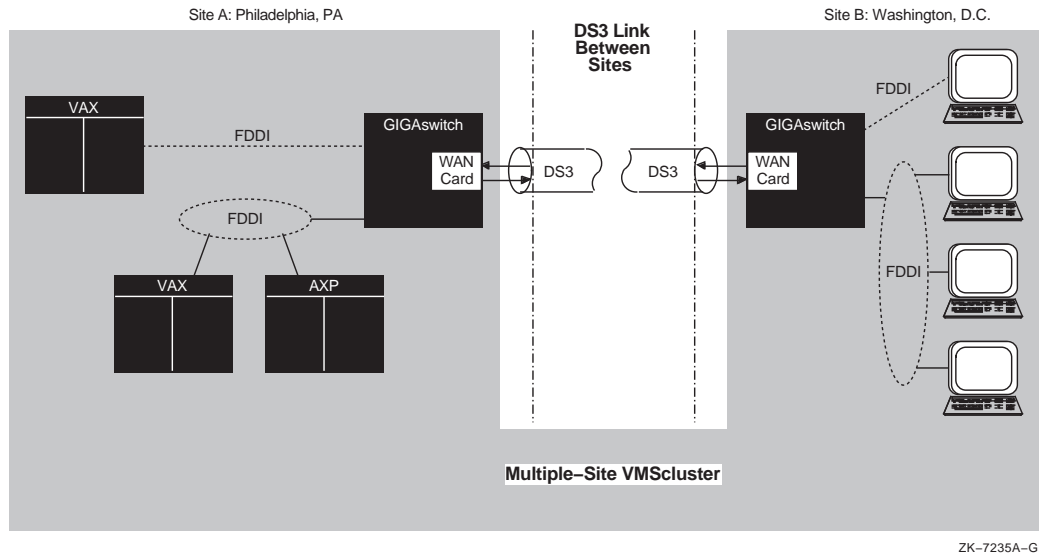 Site A: Philadelphia, PA
DS3 Link
Between
Sites
Site B: Washington, D.C.
VAX
FDDI
GIGAswitch
WAN
Card
DS3
DS3
GIGAswitch
WAN
Card
FDDI
FDDI
VAX
AXP
FDDI
Multiple–Site VMScluster
ZK–7235A–G